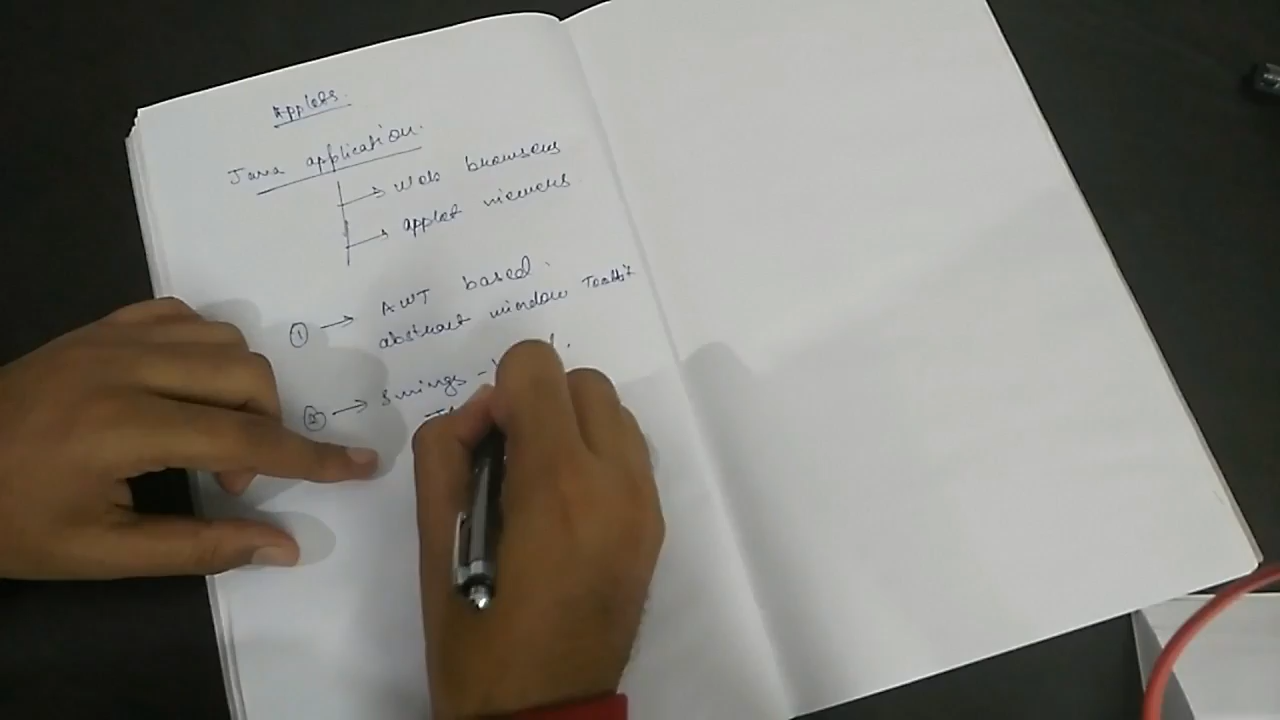 Applets.
Java application.
→ Web browsers
→ applet viewers
① → AWT based.
abstract window Toolkit
② → Swings -